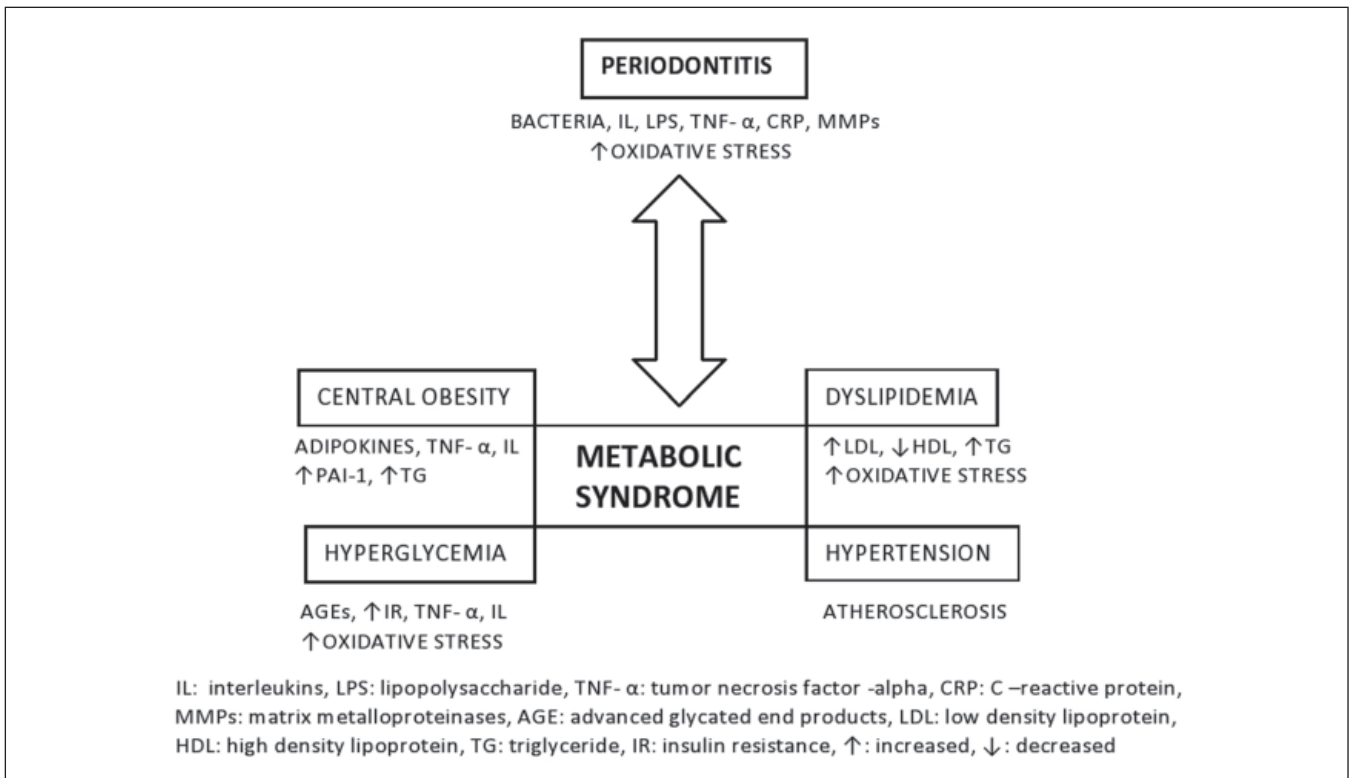 PERIODONTITIS
BACTERIA, IL, LPS, TNF- α, CRP, MMPs
↑OXIDATIVE STRESS
CENTRAL OBESITY
ADIPOKINES, TNF- α, IL
↑PAI-1, ↑TG
DYSLIPIDEMIA
↑LDL, ↓HDL, ↑TG
↑OXIDATIVE STRESS
METABOLIC
SYNDROME
HYPERGLYCEMIA
AGEs, ↑IR, TNF- α, IL
↑OXIDATIVE STRESS
HYPERTENSION
ATHEROSCLEROSIS
IL: interleukins, LPS: lipopolysaccharide, TNF- α: tumor necrosis factor -alpha, CRP: C –reactive protein,
MMPs: matrix metalloproteinases, AGE: advanced glycated end products, LDL: low density lipoprotein,
HDL: high density lipoprotein, TG: triglyceride, IR: insulin resistance, ↑: increased, ↓: decreased